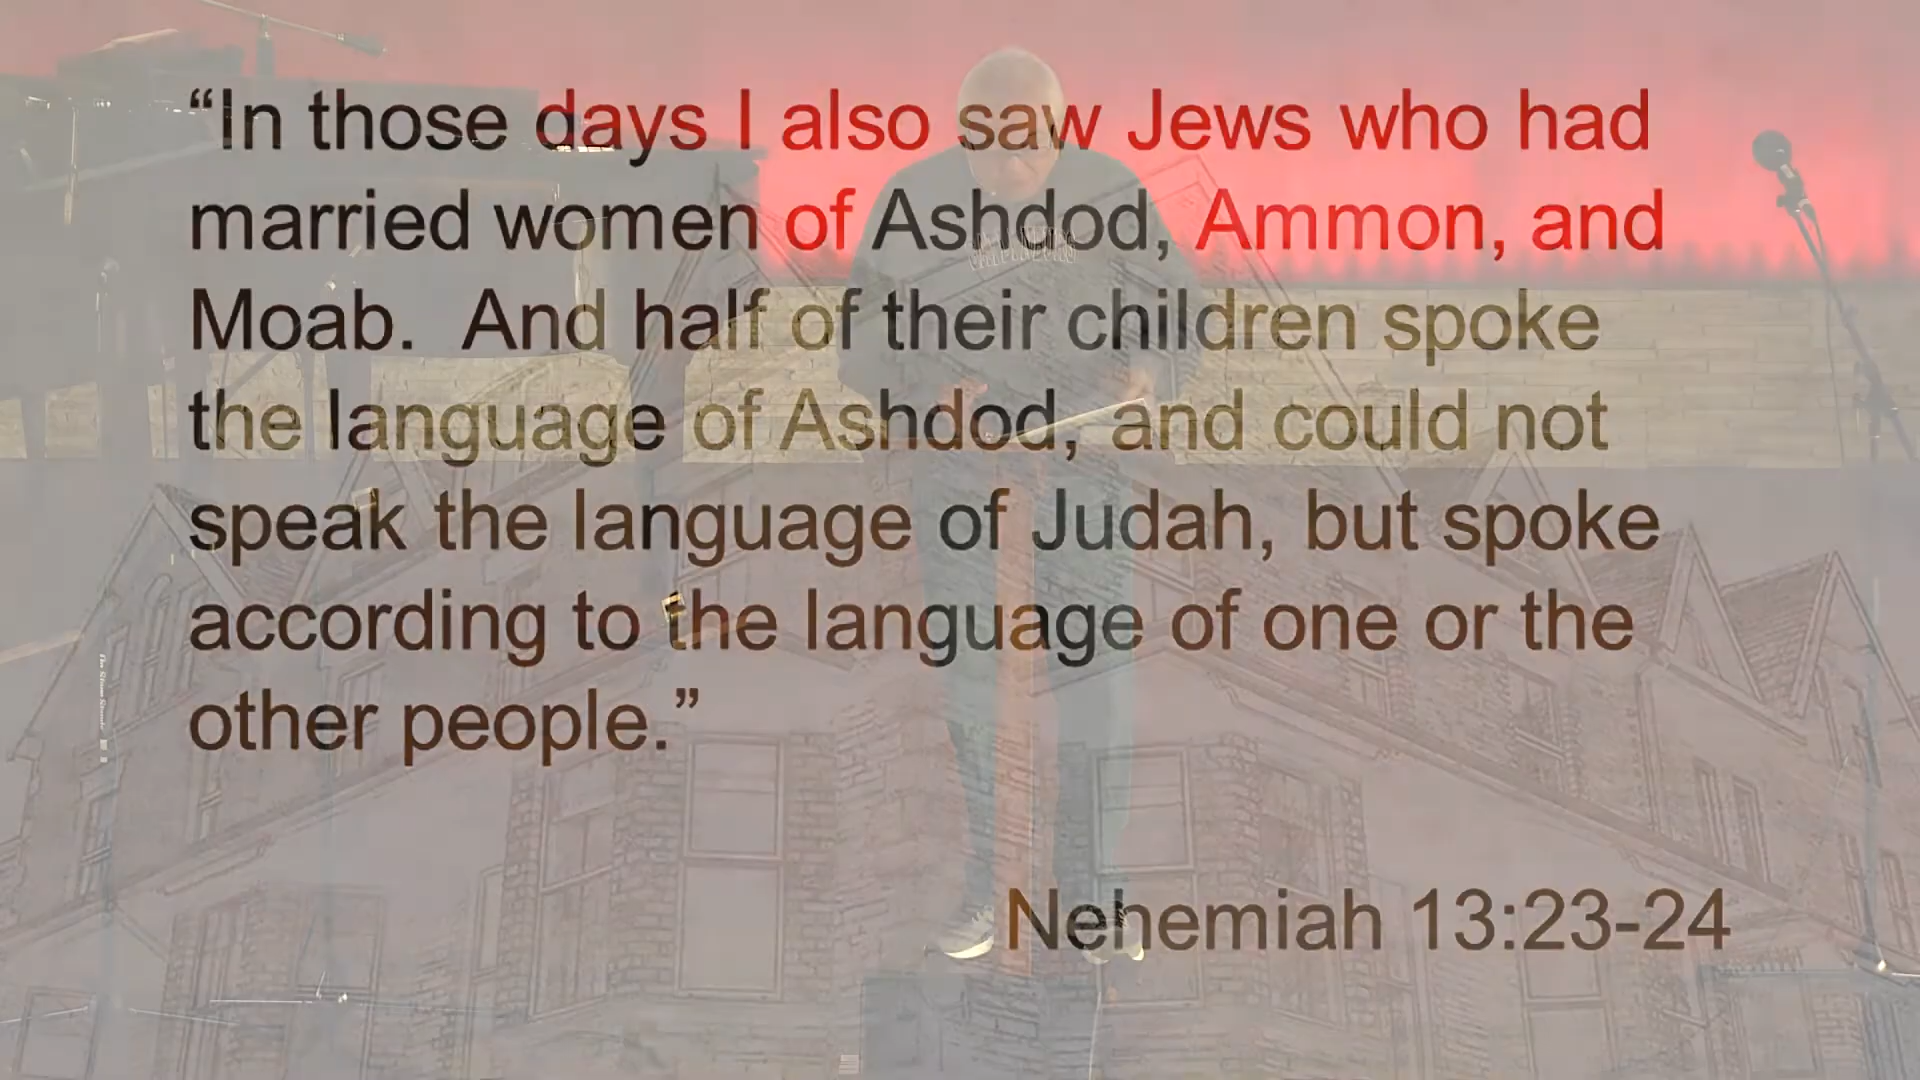 “In those days I also saw Jews who had
married women of Ashdod, Ammon, and
Moab.  And half of their children spoke
the language of Ashdod, and could not
speak the language of Judah, but spoke
according to the language of one or the
other people.”
Nehemiah 13:23-24